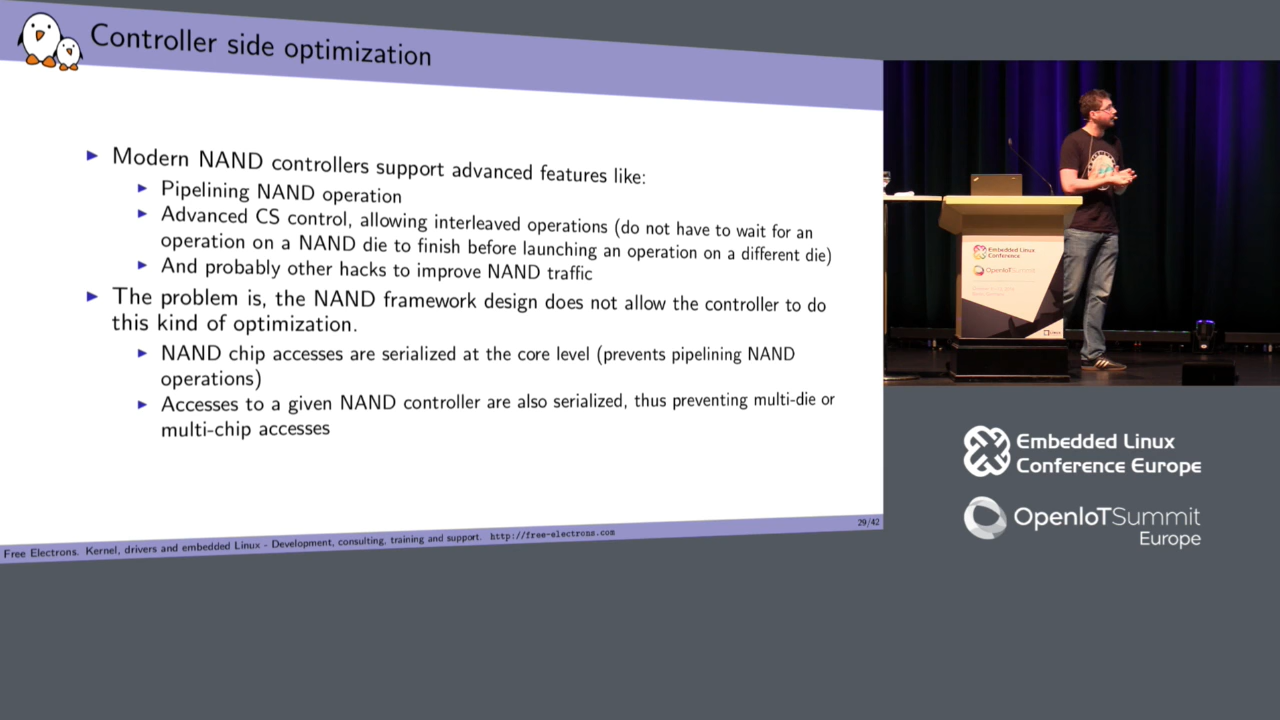 Controller side optimization
▶ Modern NAND controllers support advanced features like:
▶ Pipelining NAND operation
▶ Advanced CS control, allowing interleaved operations (do not have to wait for an
operation on a NAND die to finish before launching an operation on a different die)
▶ And probably other hacks to improve NAND traffic
▶ The problem is, the NAND framework design does not allow the controller to do
this kind of optimization.
▶ NAND chip accesses are serialized at the core level (prevents pipelining NAND
operations)
▶ Accesses to a given NAND controller are also serialized, thus preventing multi-die or
multi-chip accesses
Free Electrons. Kernel, drivers and embedded Linux - Development, consulting, training and support. http://free-electrons.com
29/42
Embedded Linux
Conference
OpenIoTSummit
Embedded Linux
Conference Europe
OpenIoTSummit
Europe